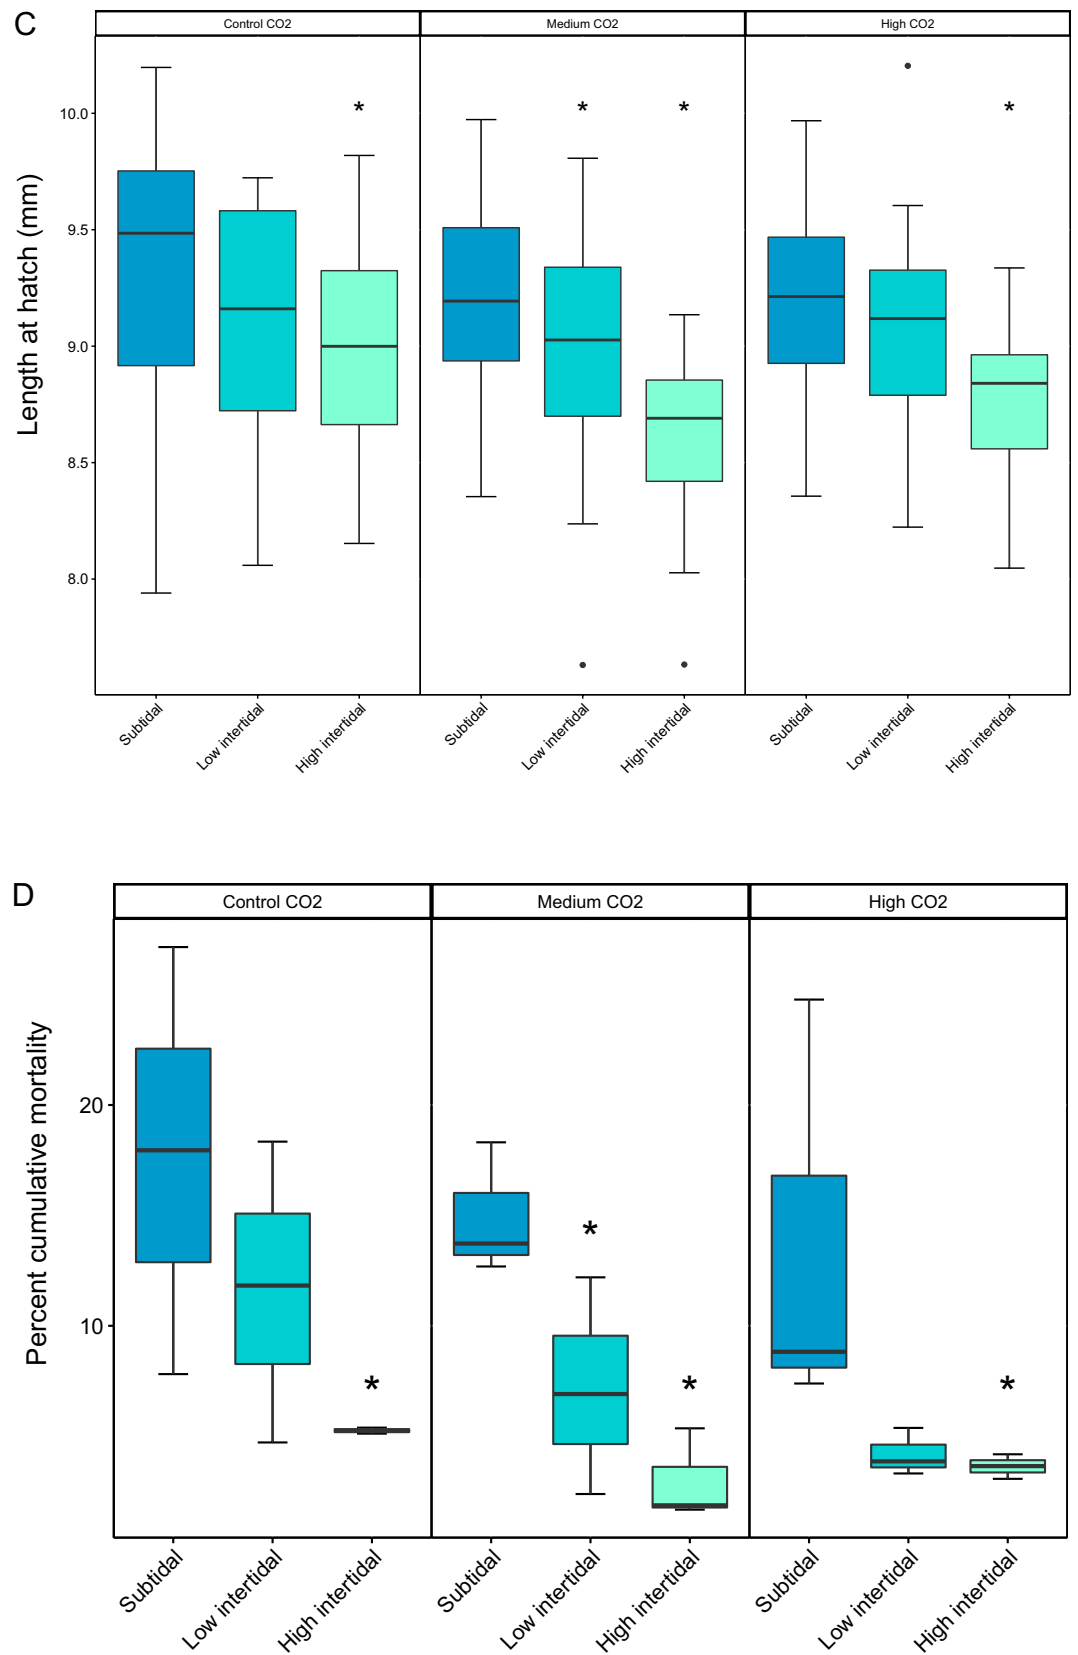 C
Control CO2 Medium CO2 High CO2
Length at hatch (mm)
10.0
9.5
9.0
8.5
8.0
* * * *
Subtidal Low intertidal High intertidal Subtidal Low intertidal High intertidal Subtidal Low intertidal High intertidal
D
Control CO2 Medium CO2 High CO2
Percent cumulative mortality
20
10
* * * *
Subtidal Low intertidal High intertidal Subtidal Low intertidal High intertidal Subtidal Low intertidal High intertidal